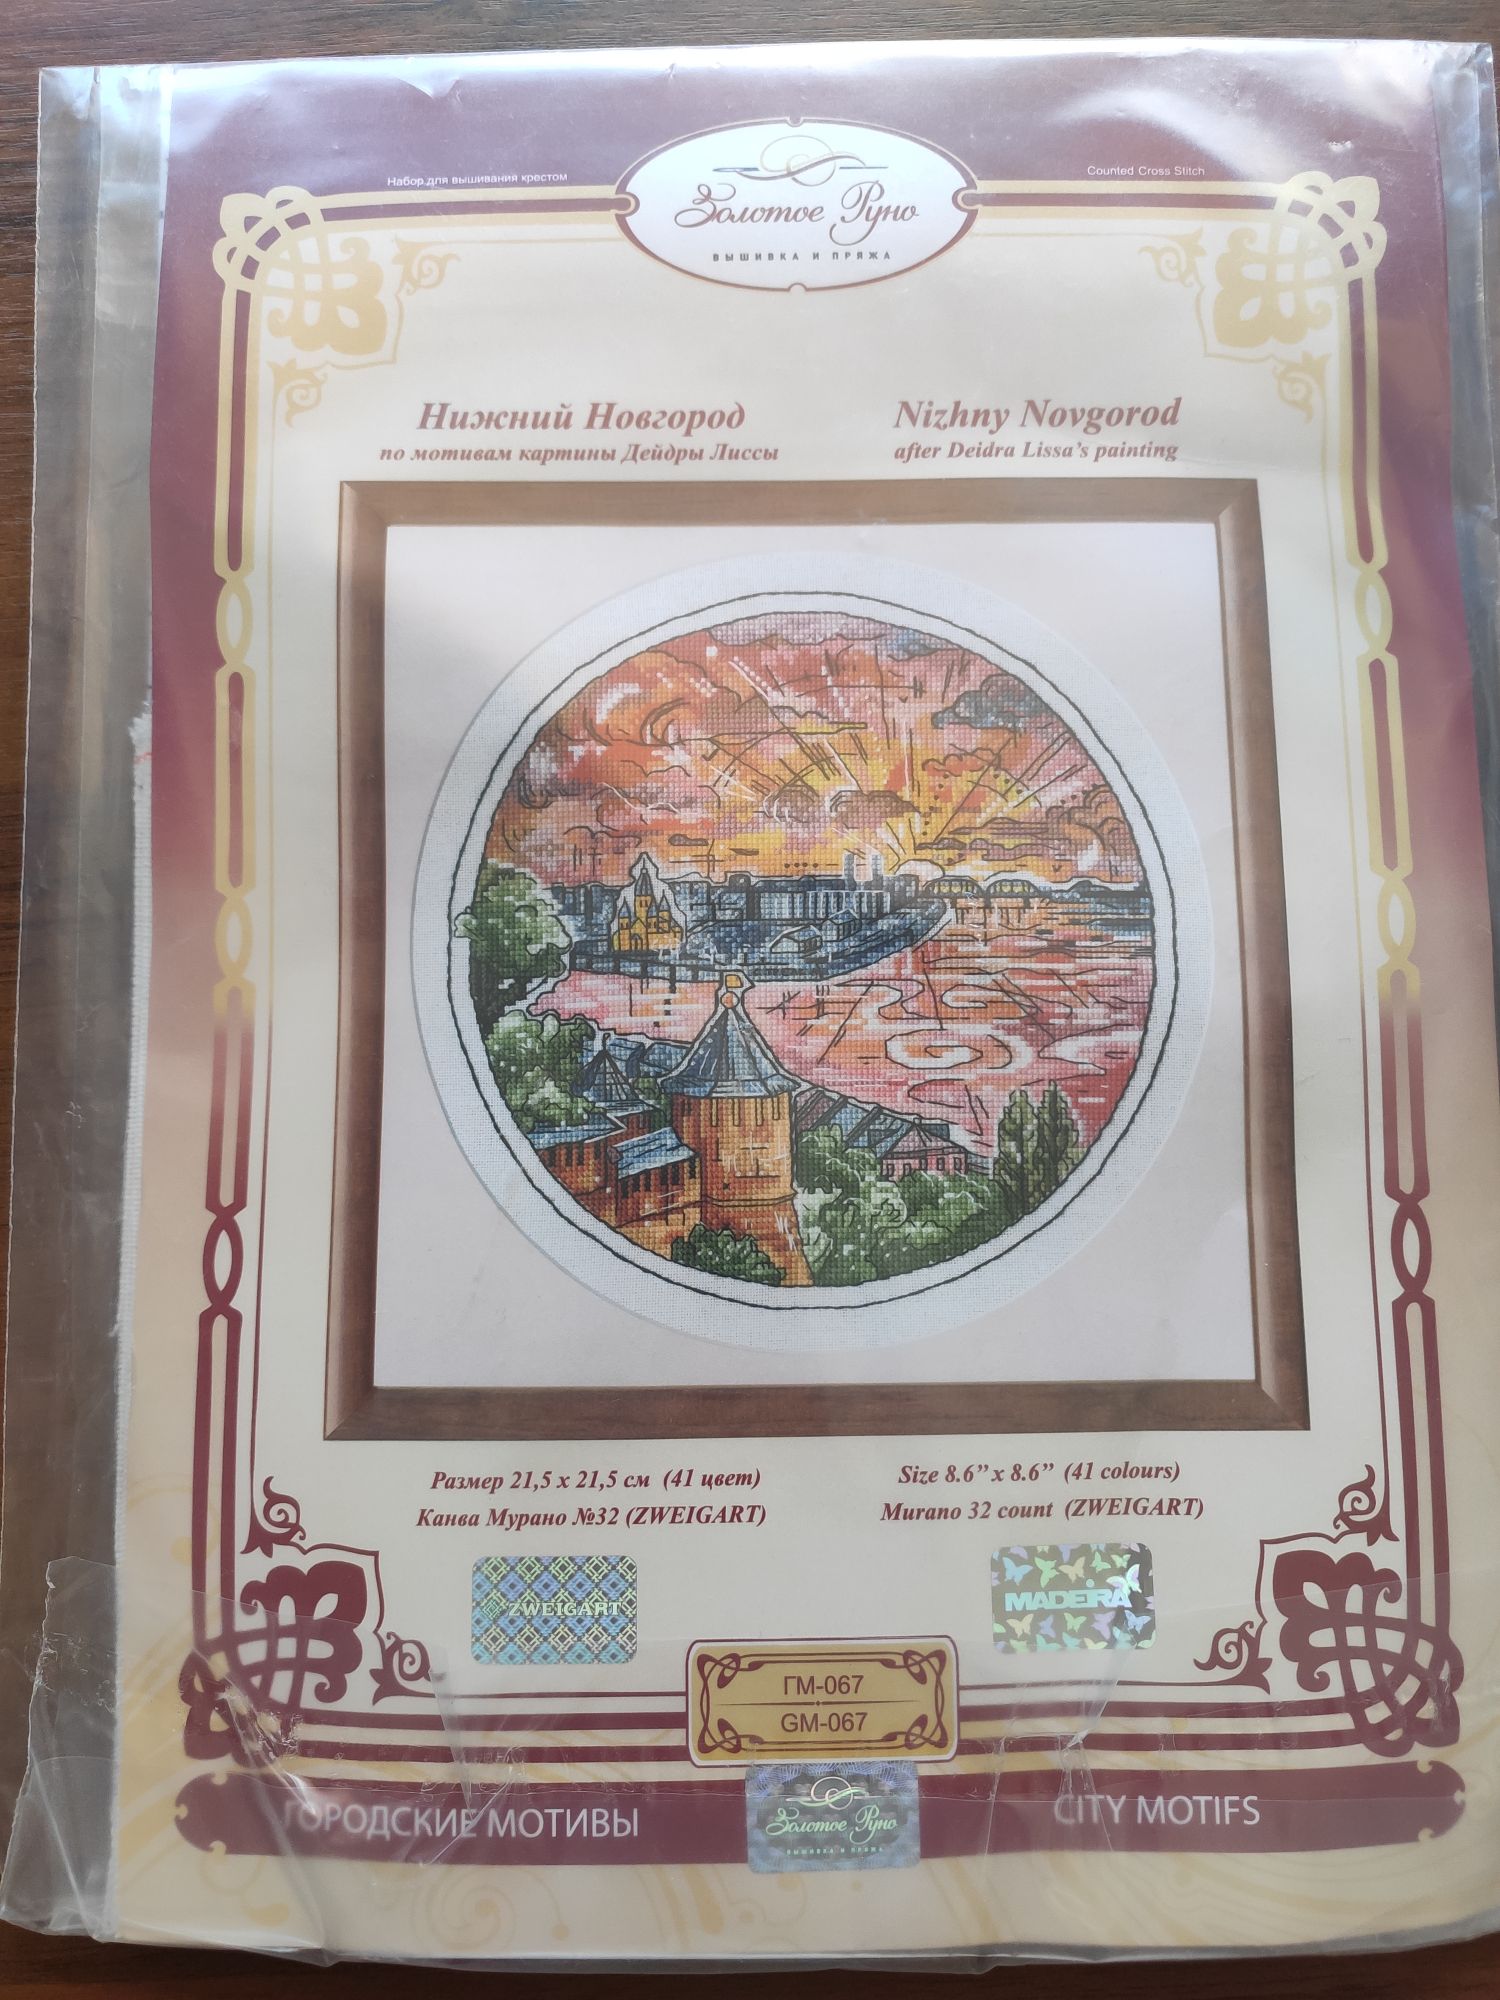 Набор для вышивания крестом
Counted Cross Stitch
Золотое Руно
ВЫШИВКА И ПРЯЖА
Нижний Новгород
по мотивам картины Дейдры Лиссы
Nizhny Novgorod
after Deidra Lissa's painting
Размер 21,5 x 21,5 см (41 цвет)
Канва Мурано №32 (ZWEIGART)
Size 8.6” x 8.6” (41 colours)
Murano 32 count (ZWEIGART)
ZWEIGART
MADEIRA
ГМ-067
GM-067
ГОРОДСКИЕ МОТИВЫ
Золотое Руно
ВЫШИВКА И ПРЯЖА
CITY MOTIFS